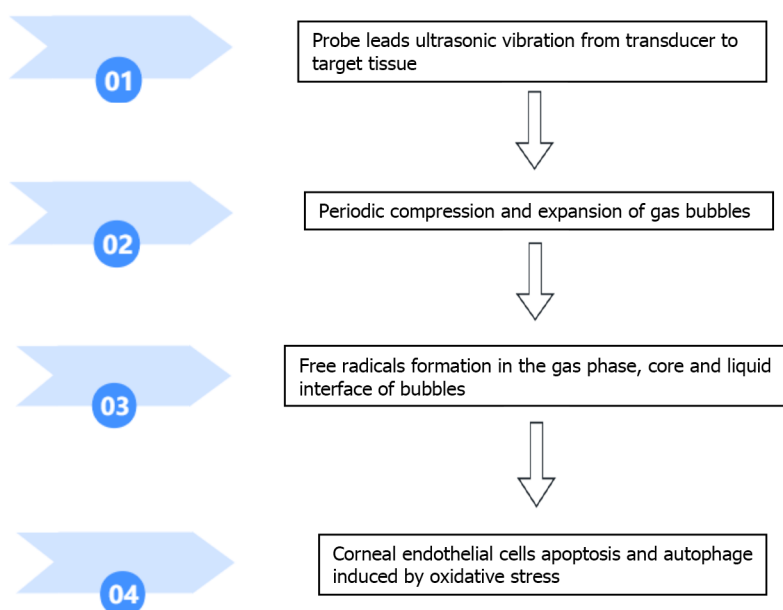 01
Probe leads ultrasonic vibration from transducer to
target tissue
02
Periodic compression and expansion of gas bubbles
03
Free radicals formation in the gas phase, core and liquid
interface of bubbles
04
Corneal endothelial cells apoptosis and autophage
induced by oxidative stress